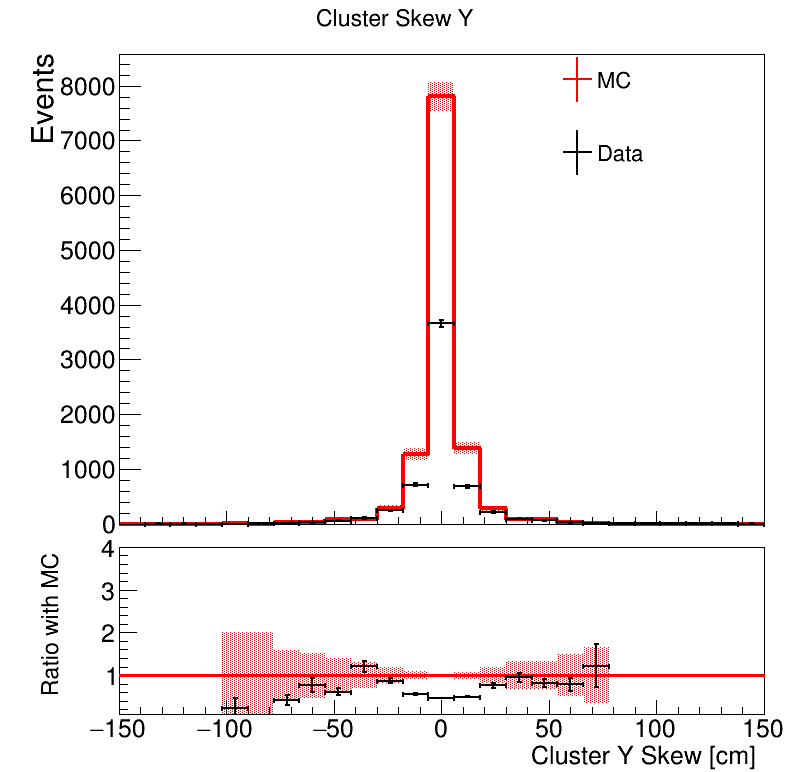 Cluster Skew Y
Events
8000
7000
6000
5000
4000
3000
2000
1000
0
MC
Data
Ratio with MC
4
3
2
1
−150 −100 −50 0 50 100 150
Cluster Y Skew [cm]